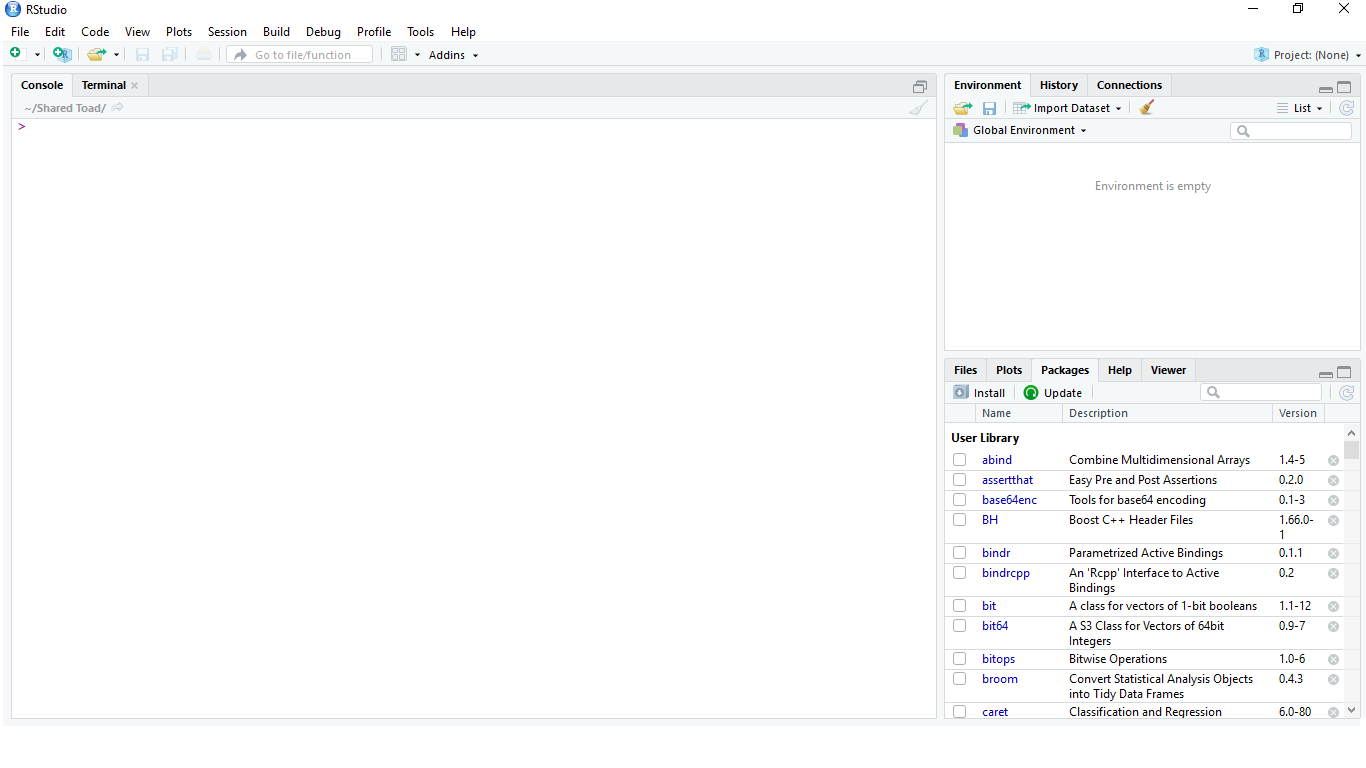 RStudio
File Edit Code View Plots Session Build Debug Profile Tools Help
Go to file/function Addins Project: (None)
Console Terminal
~/Shared Toad/
>
Environment History Connections
Import Dataset List
Global Environment
Environment is empty
Files Plots Packages Help Viewer
Install Update
Name Description Version
User Library
abind Combine Multidimensional Arrays 1.4-5
assertthat Easy Pre and Post Assertions 0.2.0
base64enc Tools for base64 encoding 0.1-3
BH Boost C++ Header Files 1.66.0-
1
bindr Parametrized Active Bindings 0.1.1
bindrcpp An 'Rcpp' Interface to Active 0.2
Bindings
bit A class for vectors of 1-bit booleans 1.1-12
bit64 A S3 Class for Vectors of 64bit 0.9-7
Integers
bitops Bitwise Operations 1.0-6
broom Convert Statistical Analysis Objects 0.4.3
into Tidy Data Frames
caret Classification and Regression 6.0-80